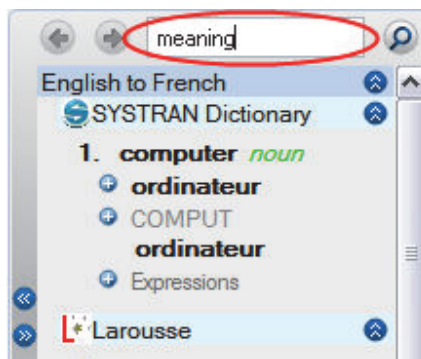 meaning
English to French
SYSTRAN Dictionary
1. computer noun
ordinateur
COMPUT
ordinateur
Expressions
Larousse